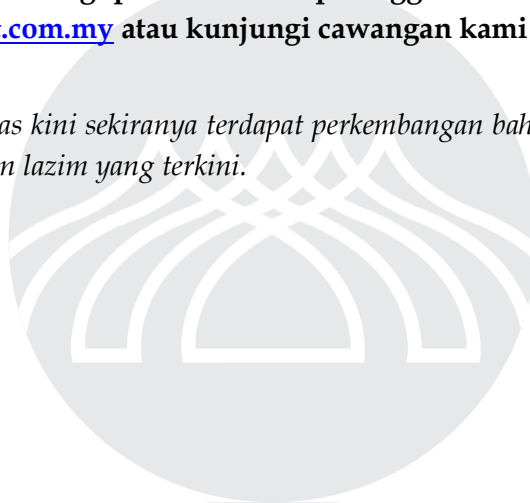 .com.my atau kunjungi cawangan kami
as kini sekiranya terdapat perkembangan bah
n lazim yang terkini.